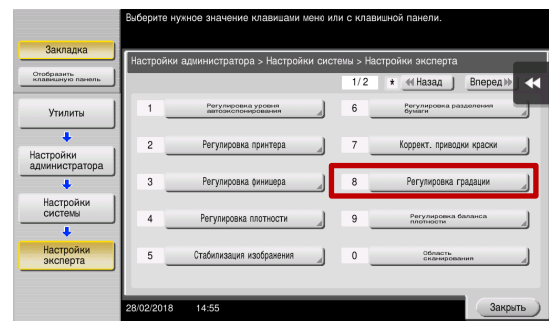 Выберите нужное значение клавишами меню или с клавишной панели.
Закладка
Отобразить
клавишную панель
Утилиты
Настройки
администратора
Настройки
системы
Настройки
эксперта
Настройки администратора > Настройки системы > Настройки эксперта
1/2 * Назад Вперед
1 Регулировка уровня
автоэкспонирования
6 Регулировка разделения
бумаги
2 Регулировка принтера
7 Коррект. приводки краски
3 Регулировка финишера
8 Регулировка градации
4 Регулировка плотности
9 Регулировка баланса
плотности
5 Стабилизация изображения
0 Область
сканирования
28/02/2018 14:55
Закрыть